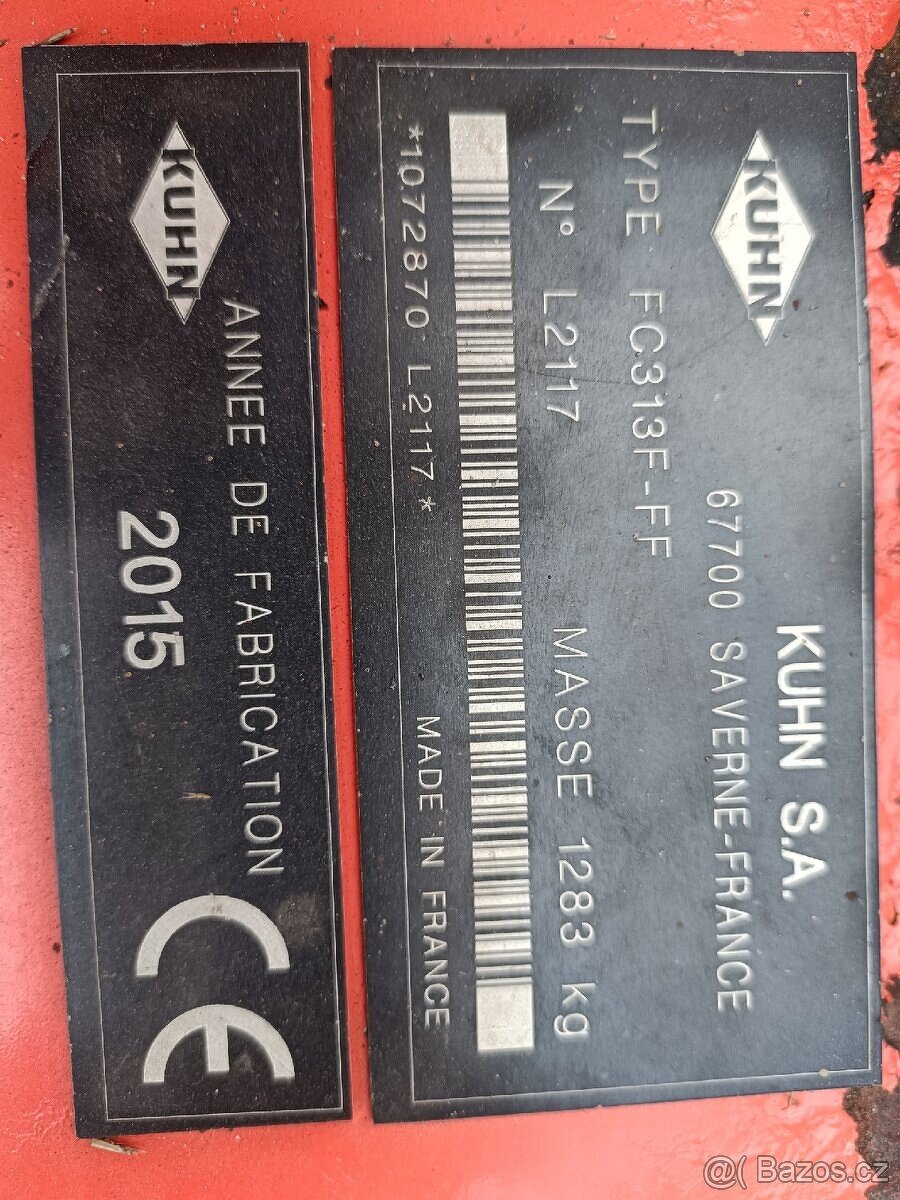 KUHN
KUHN S.A.
67700 SAVERNE-FRANCE
TYPE FC313F-FF
N° L2117 MASSE 1283 kg
*1072870 L2117* MADE IN FRANCE
KUHN
ANNEE DE FABRICATION
2015
CE
@( Bazos.cz